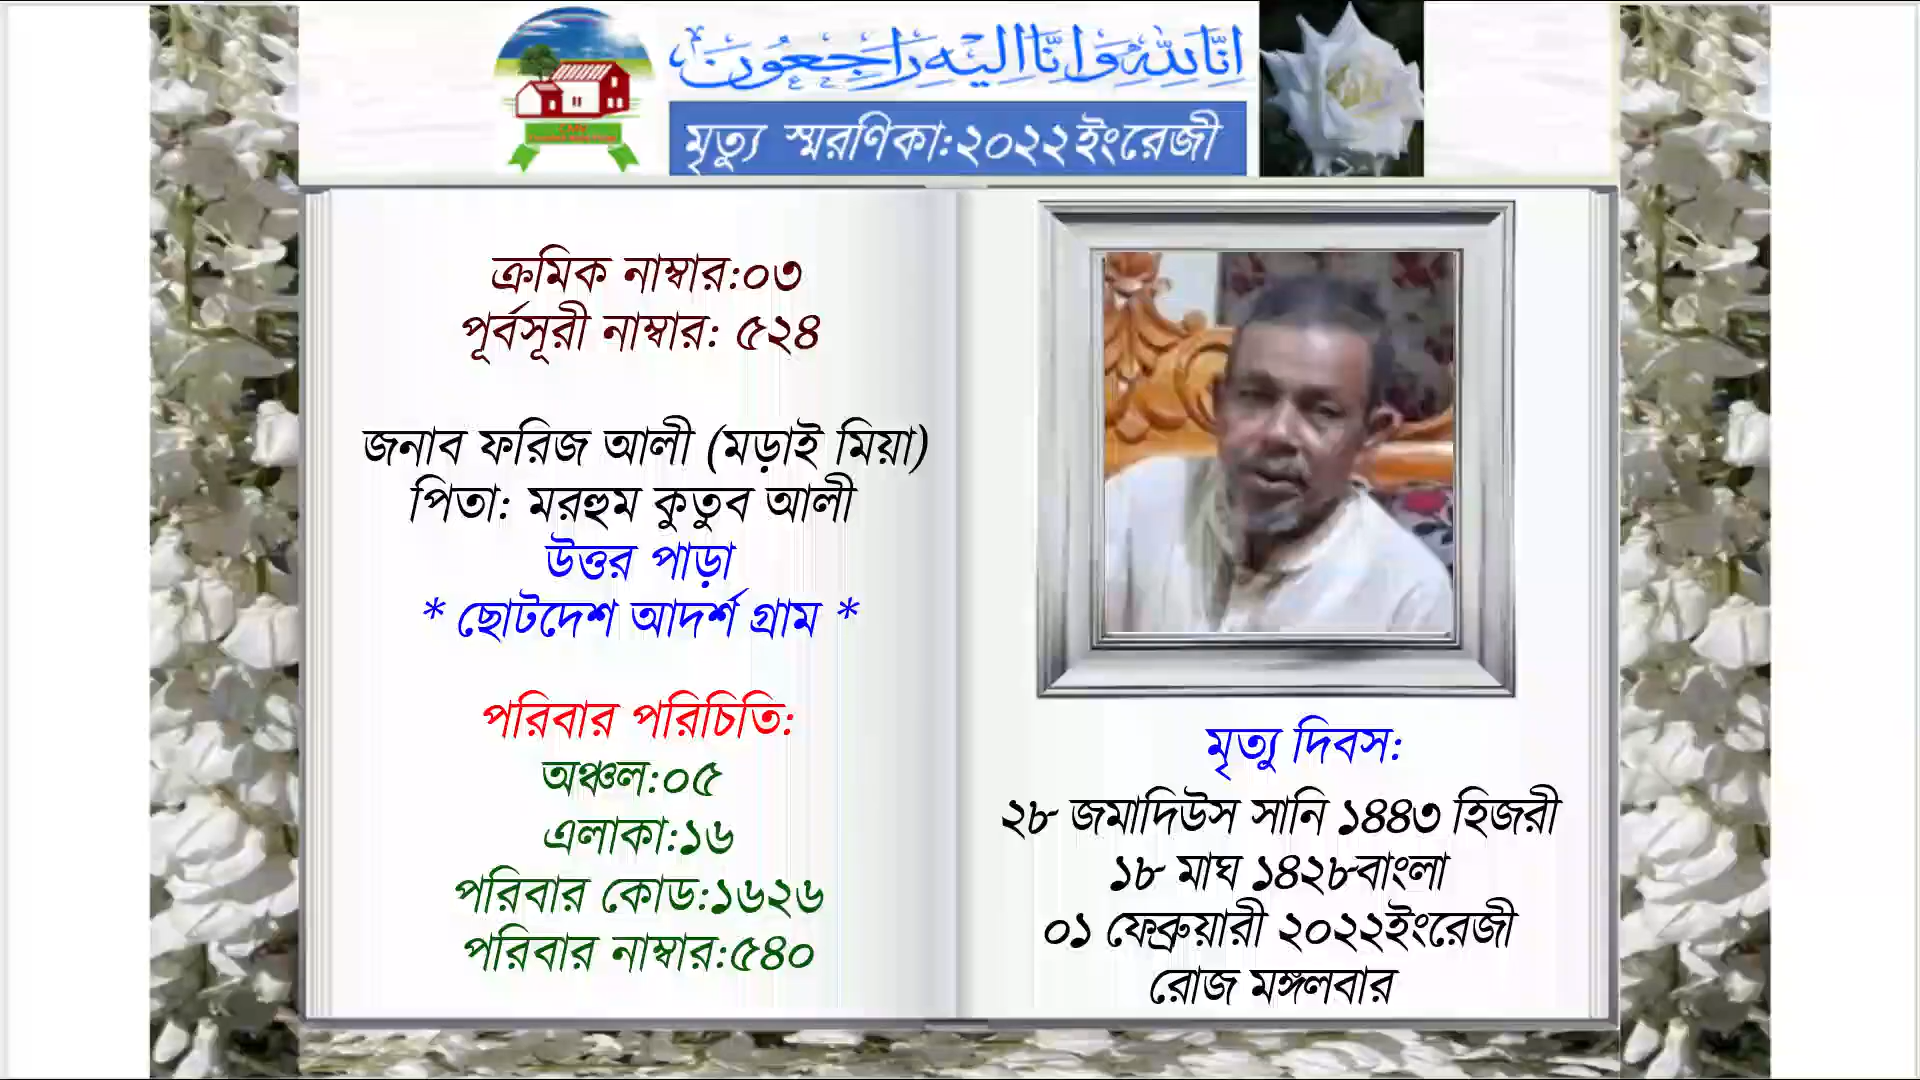 اِنَّا لِلّٰهِ وَاِنَّا اِلَيْهِ رَاجِعُوْنَ
মৃত্যু স্মরণিকা:২০২২ইংরেজী
ক্রমিক নাম্বার:০৩
পূর্বসূরী নাম্বার: ৫২৪
জনাব ফরিজ আলী (মড়াই মিয়া)
পিতা: মরহুম কুতুব আলী
উত্তর পাড়া
* ছোটদেশ আদর্শ গ্রাম *
পরিবার পরিচিতি:
অঞ্চল:০৫
এলাকা:১৬
পরিবার কোড:১৬২৬
পরিবার নাম্বার:৫৪০
মৃত্যু দিবস:
২৮ জমাদিউস সানি ১৪৪৩ হিজরী
১৮ মাঘ ১৪২৮বাংলা
০১ ফেব্রুয়ারী ২০২২ইংরেজী
রোজ মঙ্গলবার